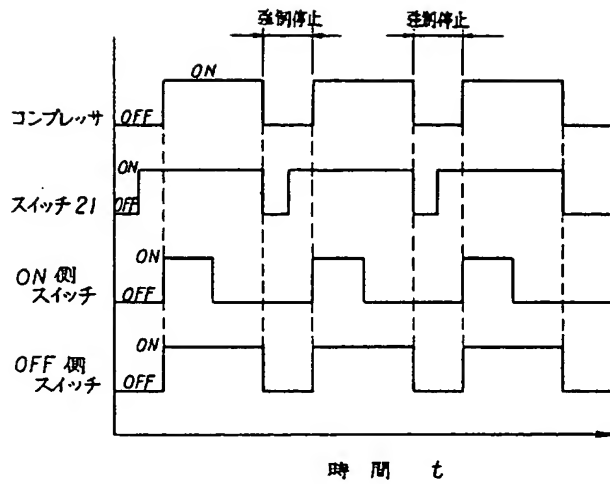 強制停止 強制停止
ON
コンプレッサ OFF
ON
スイッチ 21 OFF
ON側 ON
スイッチ OFF
OFF側 ON
スイッチ OFF
時間 t